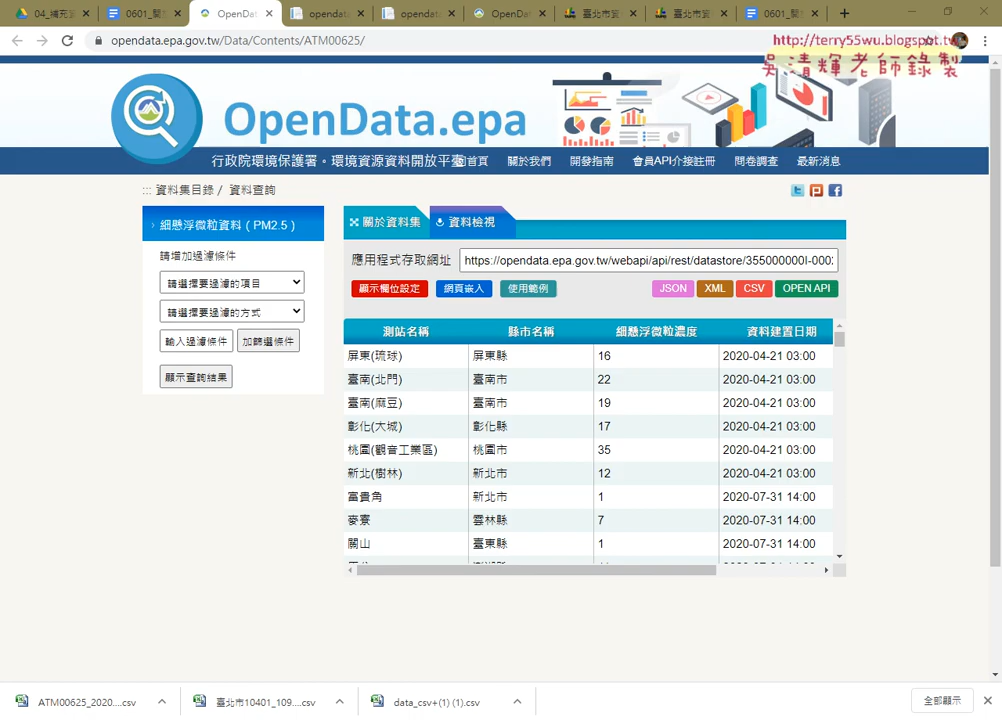 04_補充資
0601_開
OpenDat
opendat
opendat
OpenDat
臺北市資
臺北市資
0601_開
opendata.epa.gov.tw/Data/Contents/ATM00625/
http://terry55wu.blogspot.tw
吳清輝老師錄製
OpenData.epa
行政院環境保護署。環境資源資料開放平臺
首頁
關於我們
開發指南
會員API介接註冊
問卷調查
最新消息
::: 資料集目錄 / 資料查詢
細懸浮微粒資料（PM2.5）
關於資料集
資料檢視
請增加過濾條件
應用程式存取網址
https://opendata.epa.gov.tw/webapi/api/rest/datastore/355000000I-000
請選擇要過濾的項目
顯示欄位設定
網頁嵌入
使用範例
JSON
XML
CSV
OPEN API
請選擇要過濾的方式
輸入過濾條件
加篩選條件
顯示查詢結果
測站名稱 縣市名稱 細懸浮微粒濃度 資料建置日期
屏東(琉球) 屏東縣 16 2020-04-21 03:00
臺南(北門) 臺南市 22 2020-04-21 03:00
臺南(麻豆) 臺南市 19 2020-04-21 03:00
彰化(大城) 彰化縣 17 2020-04-21 03:00
桃園(觀音工業區) 桃園市 35 2020-04-21 03:00
新北(樹林) 新北市 12 2020-04-21 03:00
富貴角 新北市 1 2020-07-31 14:00
麥寮 雲林縣 7 2020-07-31 14:00
關山 臺東縣 1 2020-07-31 14:00
ATM00625_2020....csv
臺北市10401_109....csv
data_csv+(1) (1).csv
全部顯示